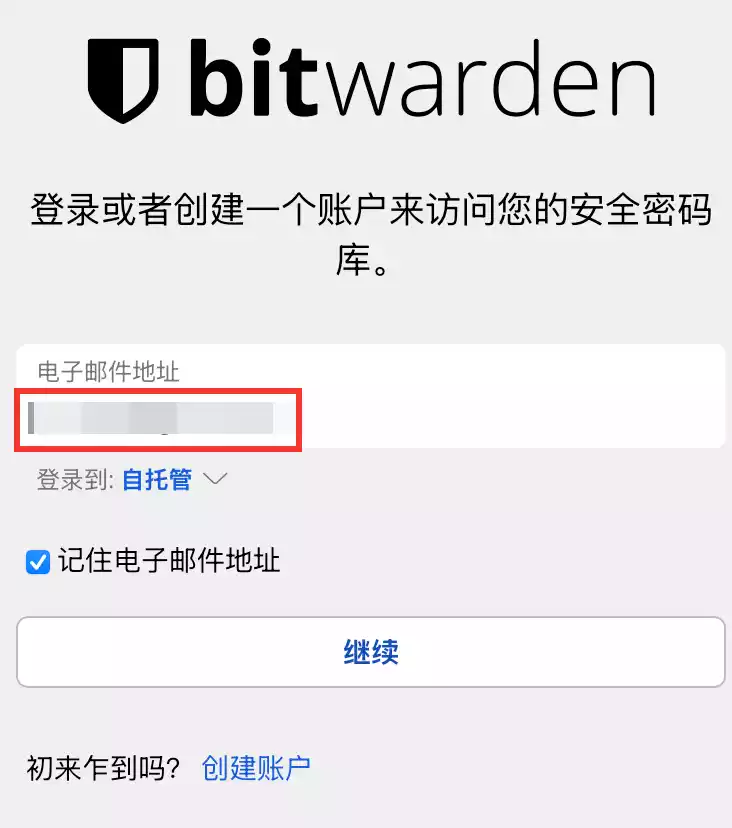 bitwarden
登录或者创建一个账户来访问您的安全密码
库。
电子邮件地址
登录到: 自托管
记住电子邮件地址
继续
初来乍到吗? 创建账户